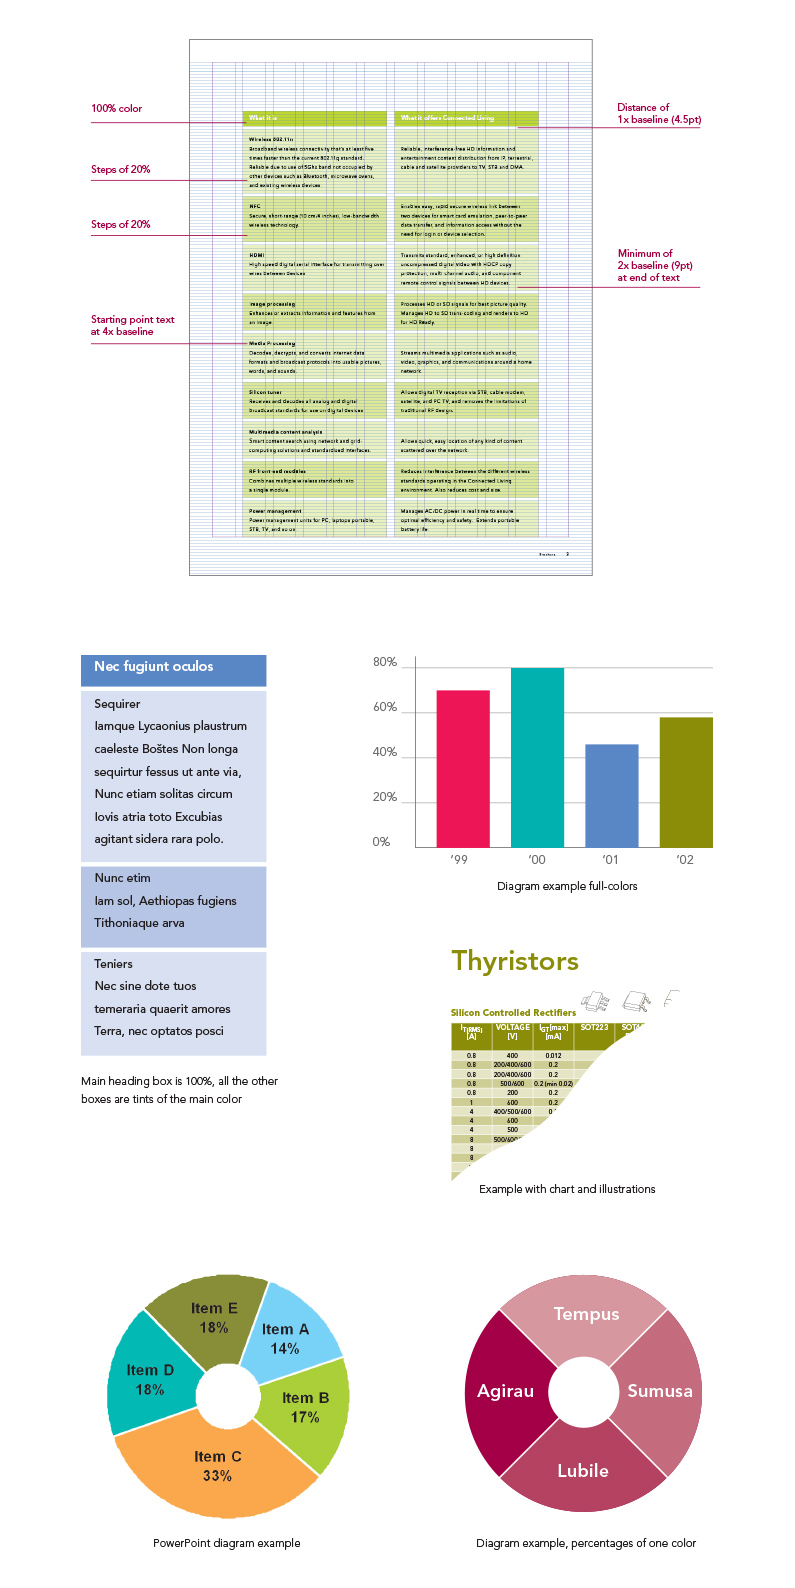 100% color
Steps of 20%
Steps of 20%
Starting point text
at 4x baseline
Distance of
1x baseline (4.5pt)
Minimum of
2x baseline (9pt)
at end of text
What it is
What it offers Connected Living
Wireless 802.11n
Broadband wireless connectivity that's at least five
times faster than the current 802.11g standard.
Reliable due to use of 5Ghz band not occupied by
other devices such as Bluetooth, microwave ovens,
and existing wireless devices
Reliable, interference-free HD information and
entertainment content distribution from IP, terrestrial,
cable and satellite providers to TV, STB and DMA.
NFC
Secure, short-range (10 cm/4 inches), low-bandwidth
wireless technology.
Enables easy, rapid secure wireless link between
two devices for smart card emulation, peer-to-peer
data transfer, and information access without the
need for login or device selection.
HDMI
High speed digital serial interface for transmitting over
wires between devices
Transmits standard, enhanced, or high definition
uncompressed digital video with HDCP copy
protection, multi-channel audio, and component
remote control signals between HD devices.
Image processing
Enhances or extracts information and features from
an image.
Processes HD or SD signals for best picture quality.
Manages HD to SD trans-coding and renders to HD
for HD Ready.
Media Processing
Decodes, decrypts, and converts internet data
formats and broadcast protocols into usable pictures,
words, and sounds.
Streams multimedia applications such as audio,
video, graphics, and communications around a home
network.
Silicon tuner
Receives and decodes all analog and digital
broadcast standards for use on digital devices
Allows digital TV reception via STB, cable modem,
satellite, and PC TV, and removes the limitations of
traditional RF design.
Multimedia content analysis
Smart content search using network and grid-
computing solutions and standardised interfaces.
Allows quick, easy location of any kind of content
scattered over the network
RF front-end modules
Combines multiple wireless standards into
a single module.
Reduces interference between the different wireless
standards operating in the Connected Living
environment. Also reduces cost and size.
Power management
Power management units for PC, laptops portable,
STB, TV, and so on
Manages AC/DC power in real time to ensure
optimal efficiency and safety. Extends portable
battery life.
3
Nec fugiunt oculos
Sequirer
Iamque Lycaonius plaustrum
caeleste Boštes Non longa
sequirtur fessus ut ante via,
Nunc etiam solitas circum
Iovis atria toto Excubias
agitant sidera rara polo.
Nunc etim
Iam sol, Aethiopas fugiens
Tithoniaque arva
Teniers
Nec sine dote tuos
temeraria quaerit amores
Terra, nec optatos posci
Main heading box is 100%, all the other
boxes are tints of the main color
80%
60%
40%
20%
0%
'99 '00 '01 '02
Diagram example full-colors
Thyristors
Silicon Controlled Rectifiers
IT(RMS) VOLTAGE IGT[max] SOT223
[A] [V] [mA]
0.8 400 0.012
0.8 200/400/600 0.2
0.8 200/400/600 0.2
0.8 500/600 0.2 (min 0.02)
0.8 200 0.2
1 600 0.2
4 400/500/600
4 600
4 500
8
8
8
Example with chart and illustrations
Item E
18%
Item A
14%
Item D
18%
Item B
17%
Item C
33%
PowerPoint diagram example
Tempus
Agirau
Sumusa
Lubile
Diagram example, percentages of one color